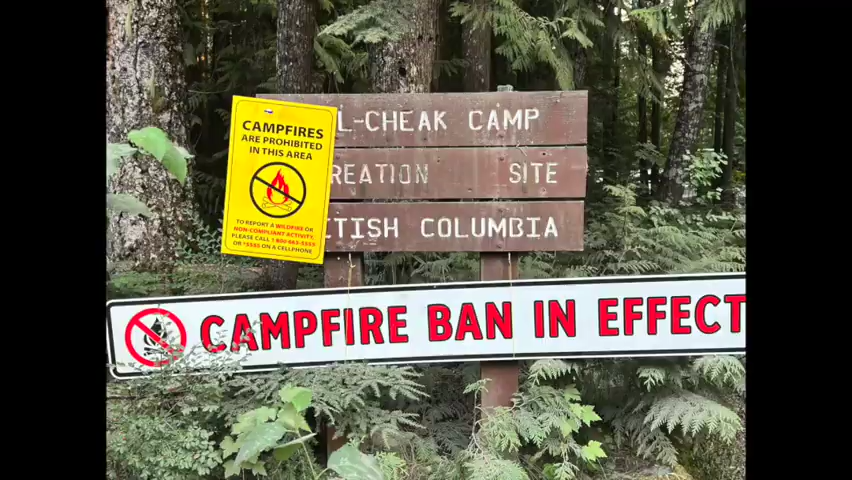 L-CHEAK CAMP
REATION SITE
TISH COLUMBIA
CAMPFIRES
ARE PROHIBITED
IN THIS AREA
TO REPORT A WILDFIRE OR
NON-COMPLIANT ACTIVITY,
PLEASE CALL 1 800 663-5555
OR *5555 ON A CELLPHONE
CAMPFIRE BAN IN EFFECT